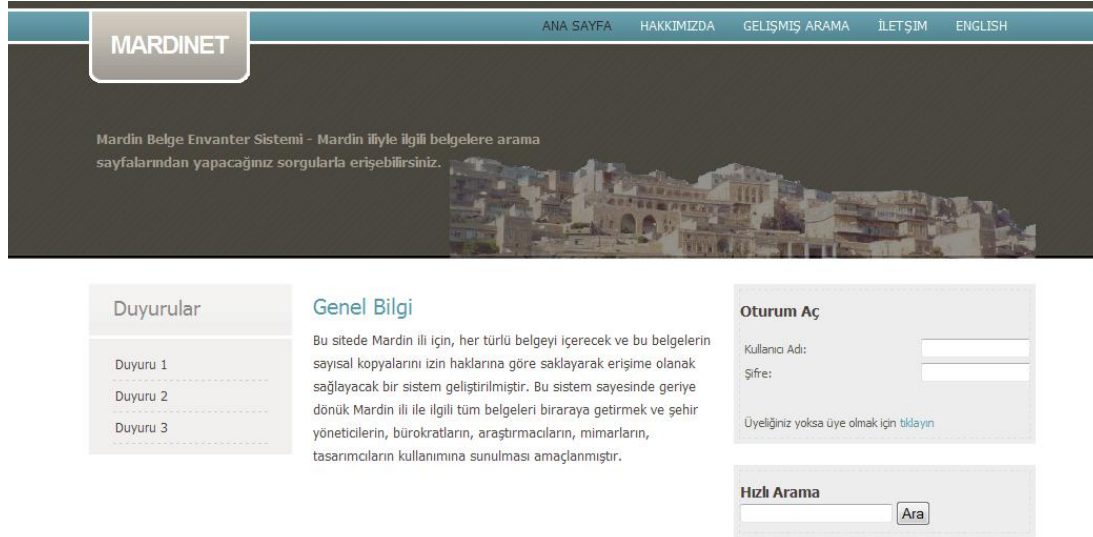 MARDINET
ANA SAYFA HAKKIMIZDA GELIŞMIŞ ARAMA İLETŞIM ENGLISH
Mardin Belge Envanter Sistemi - Mardin iliyle ilgili belgelere arama
sayfalarından yapacağınız sorgularla erişebilirsiniz.
Duyurular
Duyuru 1
Duyuru 2
Duyuru 3
Genel Bilgi
Bu sitede Mardin ili için, her türlü belgeyi içerecek ve bu belgelerin
sayısal kopyalarını izin haklarına göre saklayarak erişime olanak
sağlayacak bir sistem geliştirilmiştir. Bu sistem sayesinde geriye
dönük Mardin ili ile ilgili tüm belgeleri biraraya getirmek ve şehir
yöneticilerin, bürokratların, araştırmacıların, mimarların,
tasarımcıların kullanımına sunulması amaçlanmıştır.
Oturum Aç
Kullanıcı Adı:
Şifre:
Üyeliğiniz yoksa üye olmak için tıklayın
Hızlı Arama
Ara